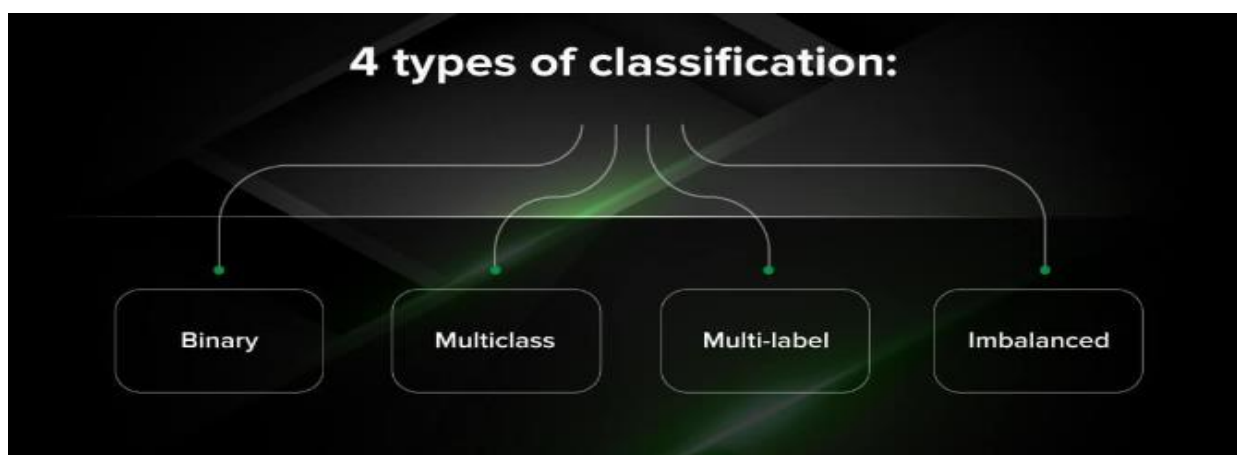 4 types of classification:
Binary
Multiclass
Multi-label
Imbalanced